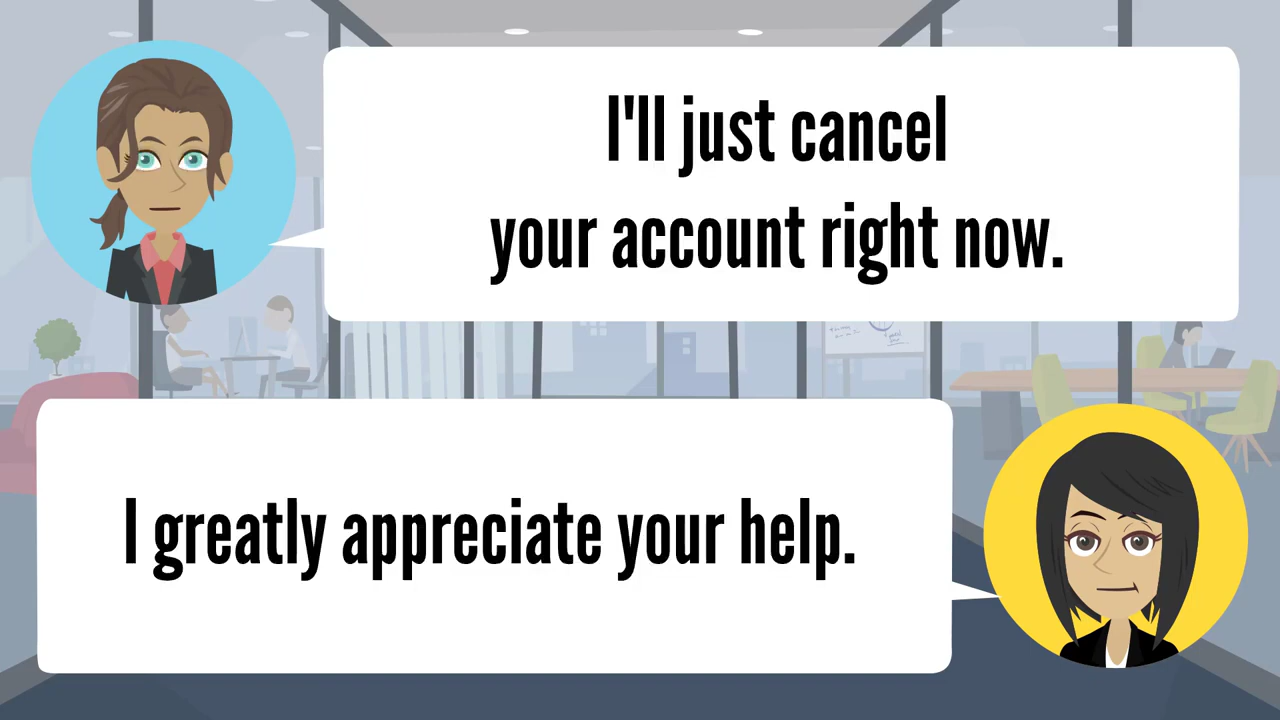 I'll just cancel
your account right now.
I greatly appreciate your help.